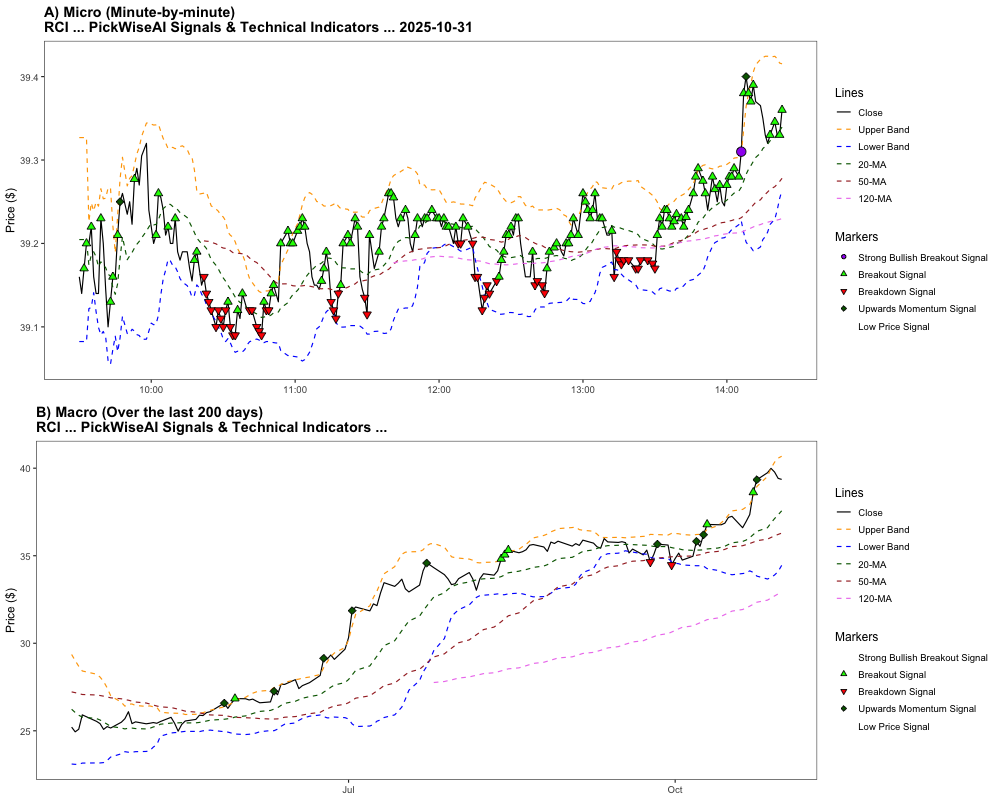 A) Micro (Minute-by-minute)
RCI ... PickWiseAI Signals & Technical Indicators ... 2025-10-31
Price ($)
39.4
39.3
39.2
39.1
10:00
11:00
12:00
13:00
14:00
Lines
Close
Upper Band
Lower Band
20-MA
50-MA
120-MA
Markers
Strong Bullish Breakout Signal
Breakout Signal
Breakdown Signal
Upwards Momentum Signal
Low Price Signal
B) Macro (Over the last 200 days)
RCI ... PickWiseAI Signals & Technical Indicators ...
Price ($)
40
35
30
25
Jul
Oct
Lines
Close
Upper Band
Lower Band
20-MA
50-MA
120-MA
Markers
Strong Bullish Breakout Signal
Breakout Signal
Breakdown Signal
Upwards Momentum Signal
Low Price Signal